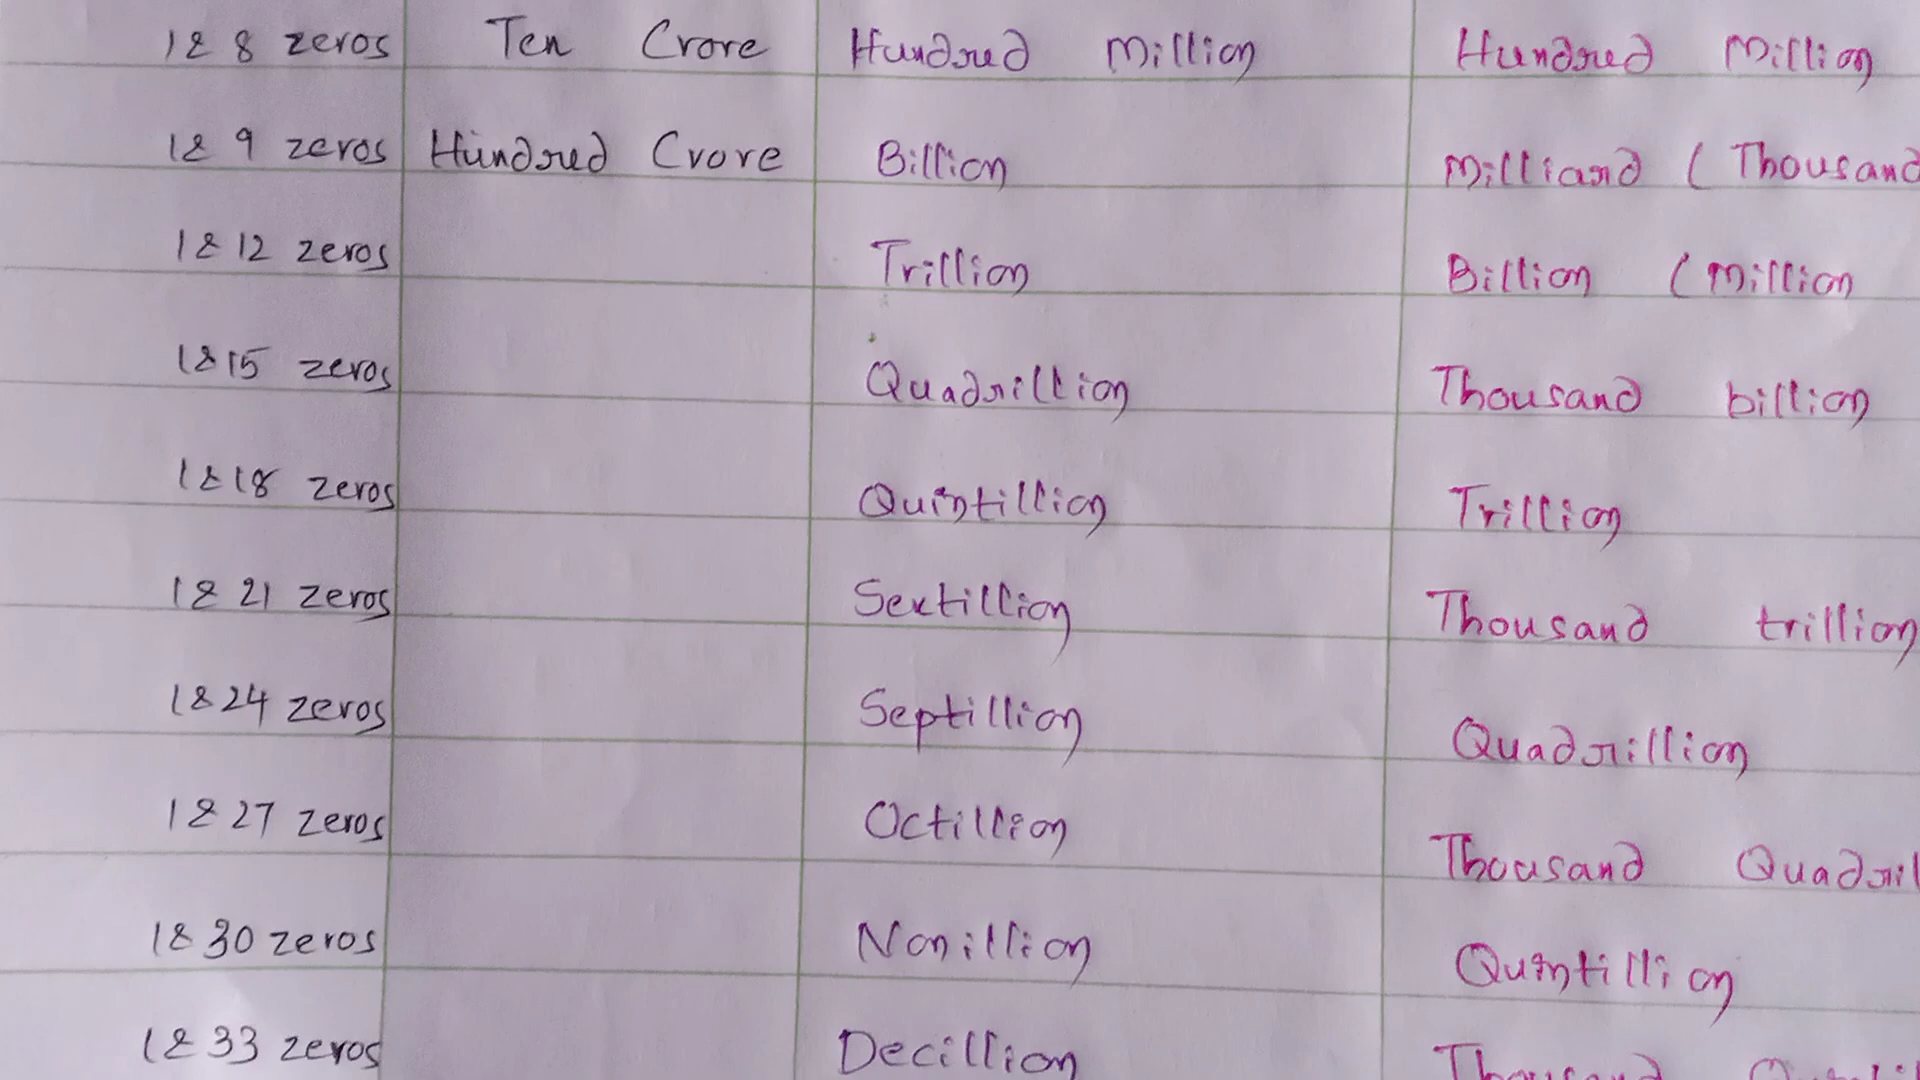 1 & 8 zeros Ten Crore Hundred Million Hundred Million
1 & 9 zeros Hundred Crore Billion Milliard ( Thousand
1 & 12 zeros Trillion Billion ( Million
1 & 15 zeros Quadrillion Thousand billion
1 & 18 zeros Quintillion Trillion
1 & 21 zeros Sextillion Thousand trillion
1 & 24 zeros Septillion Quadrillion
1 & 27 zeros Octillion Thousand Quadril
1 & 30 zeros Nonillion Quintillion
1 & 33 zeros Decillion Thousand